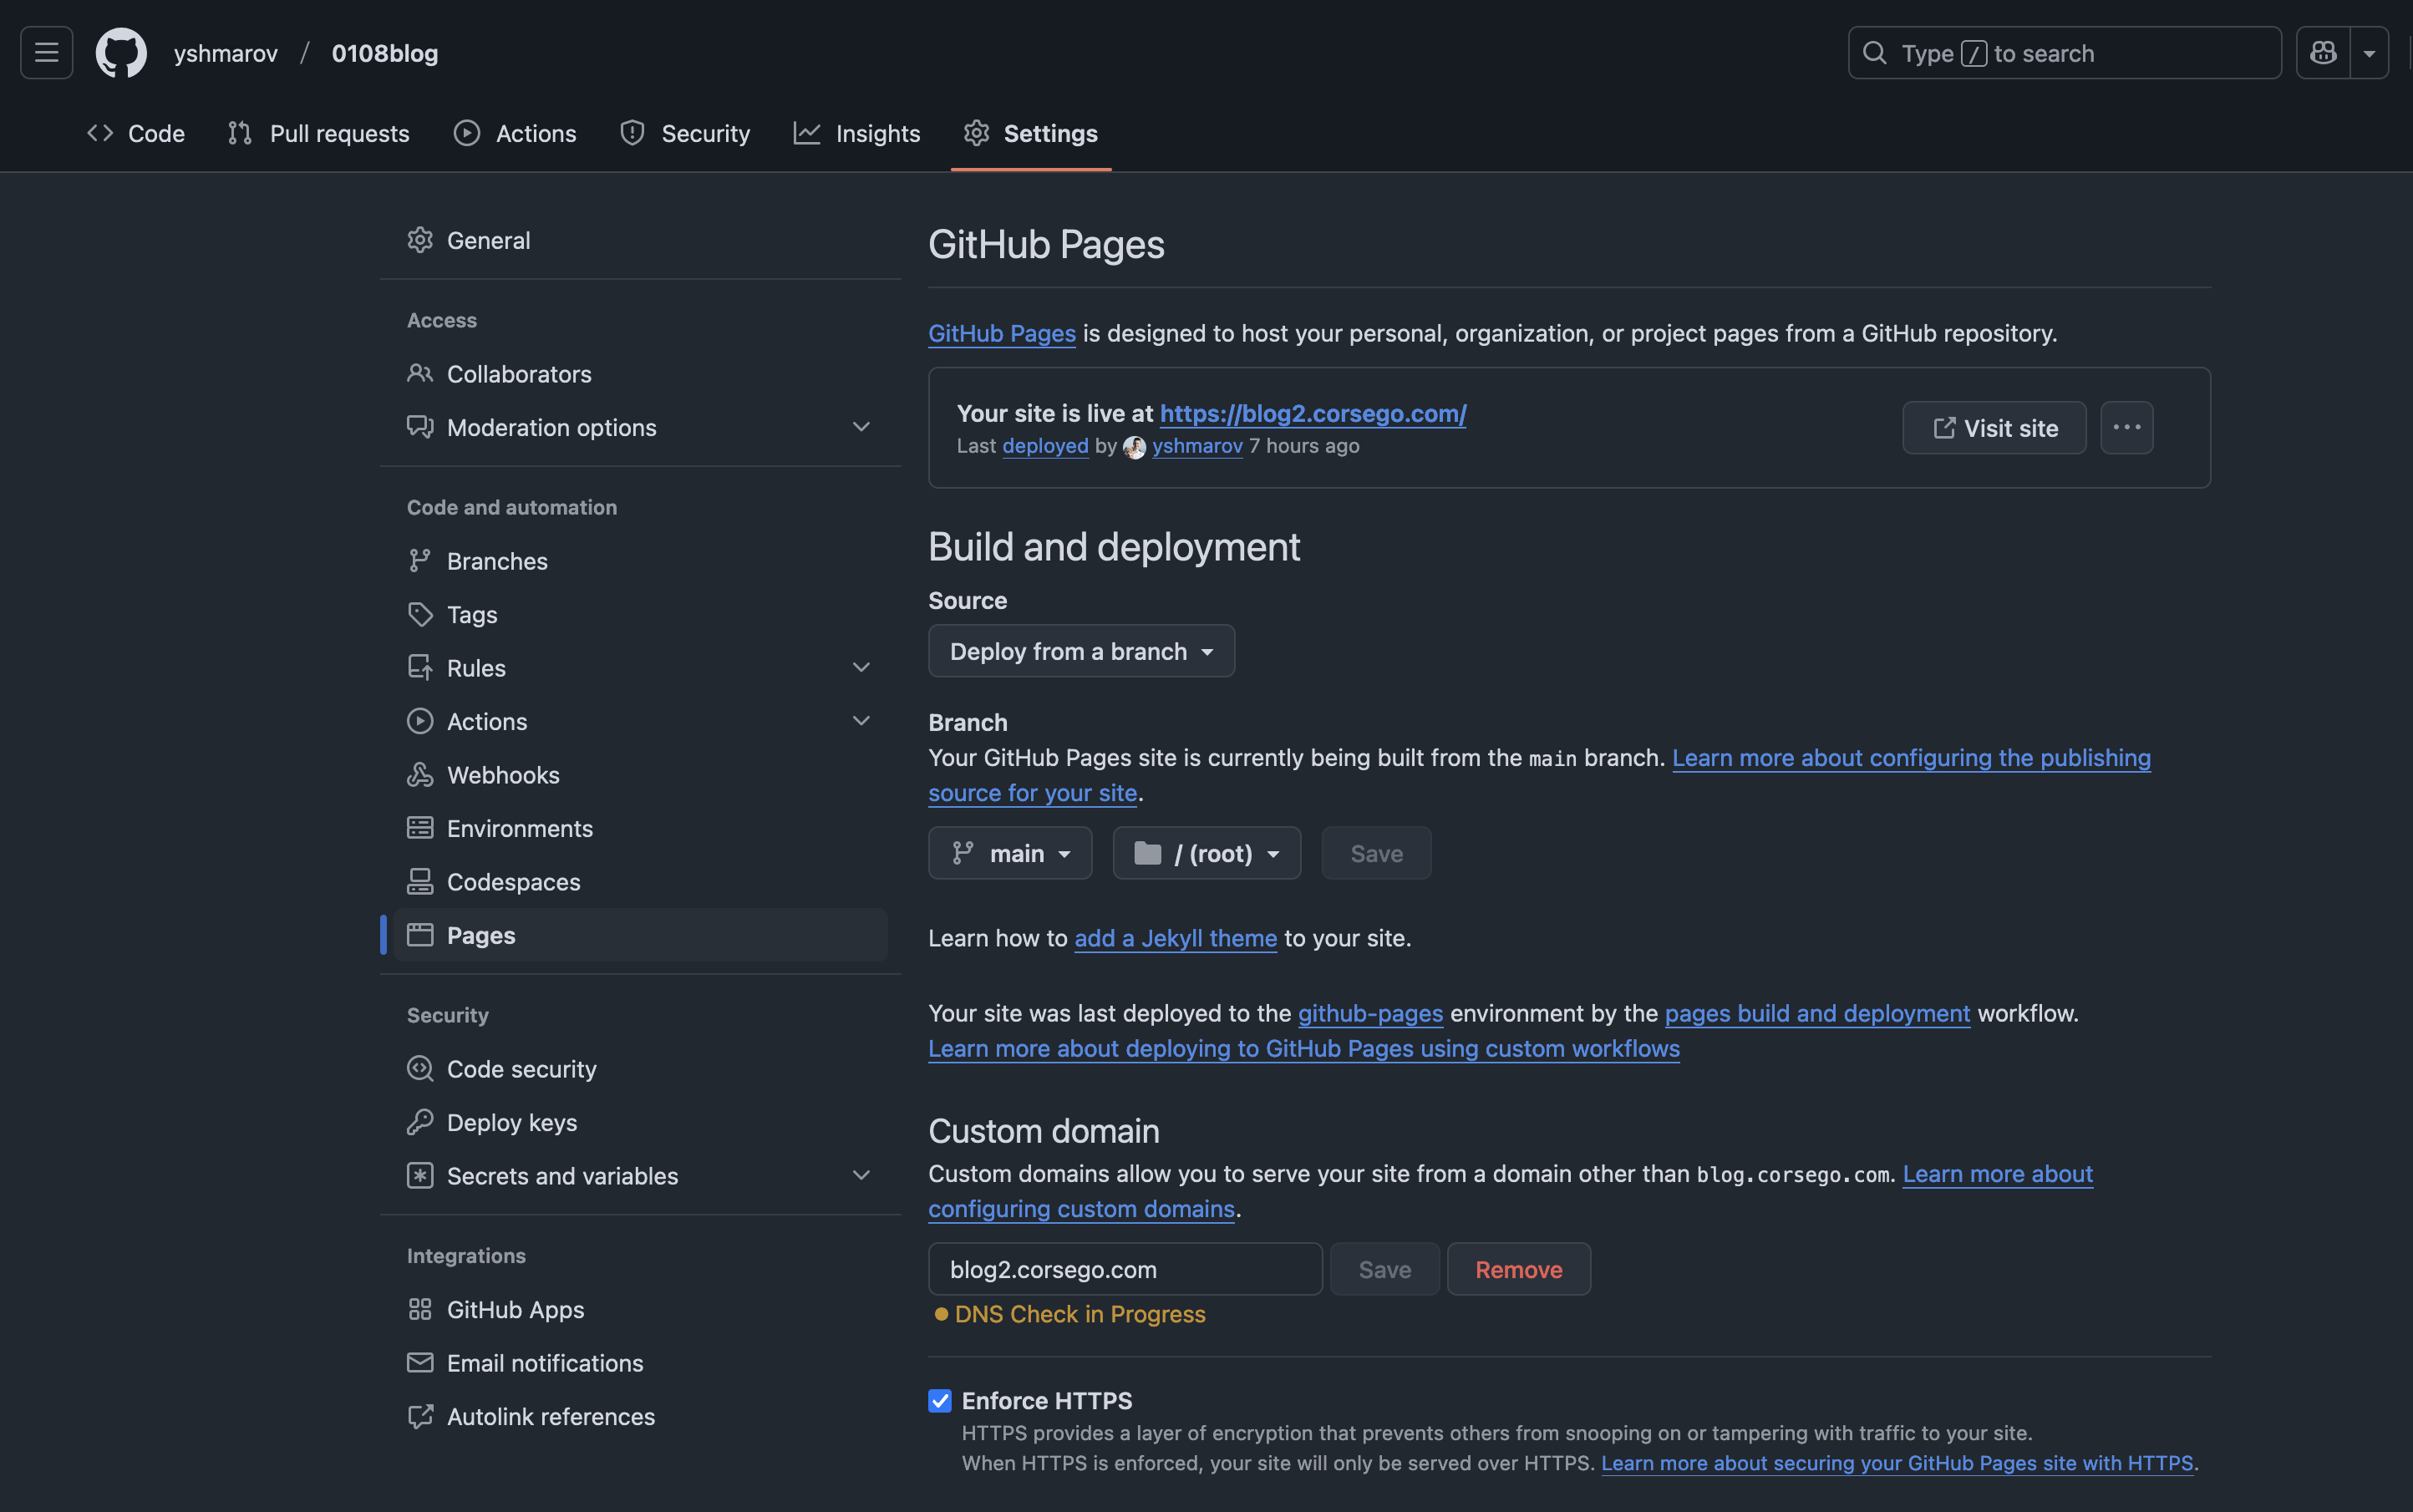 yshmarov / 0108blog
Type / to search
Code
Pull requests
Actions
Security
Insights
Settings
General
Access
Collaborators
Moderation options
Code and automation
Branches
Tags
Rules
Actions
Webhooks
Environments
Codespaces
Pages
Security
Code security
Deploy keys
Secrets and variables
Integrations
GitHub Apps
Email notifications
Autolink references
GitHub Pages
GitHub Pages is designed to host your personal, organization, or project pages from a GitHub repository.
Your site is live at https://blog2.corsego.com/
Last deployed by yshmarov 7 hours ago
Visit site
Build and deployment
Source
Deploy from a branch
Branch
Your GitHub Pages site is currently being built from the main branch. Learn more about configuring the publishing
source for your site.
main
/ (root)
Save
Learn how to add a Jekyll theme to your site.
Your site was last deployed to the github-pages environment by the pages build and deployment workflow.
Learn more about deploying to GitHub Pages using custom workflows
Custom domain
Custom domains allow you to serve your site from a domain other than blog.corsego.com. Learn more about
configuring custom domains.
blog2.corsego.com
Save
Remove
DNS Check in Progress
Enforce HTTPS
HTTPS provides a layer of encryption that prevents others from snooping on or tampering with traffic to your site.
When HTTPS is enforced, your site will only be served over HTTPS. Learn more about securing your GitHub Pages site with HTTPS.